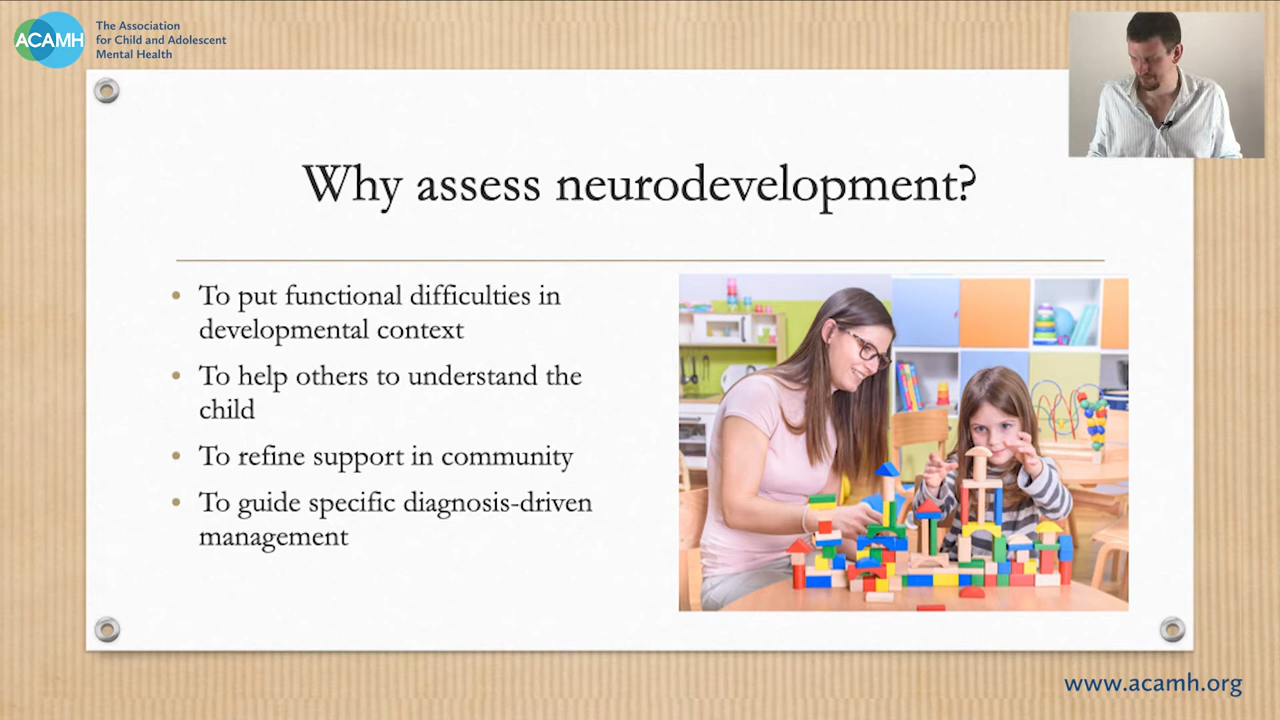 ACAMH
The Association
for Child and Adolescent
Mental Health
Why assess neurodevelopment?
• To put functional difficulties in
developmental context
• To help others to understand the
child
• To refine support in community
• To guide specific diagnosis-driven
management
www.acamh.org